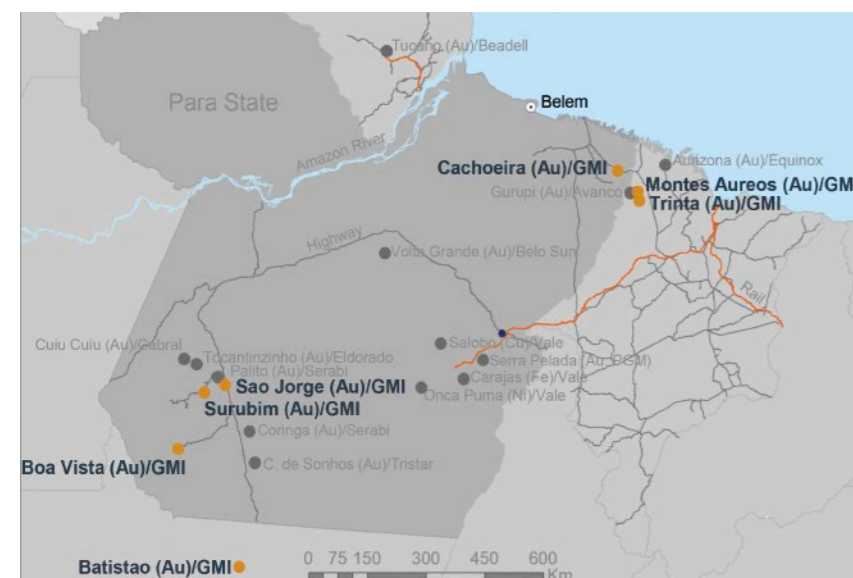 Tucano (Au)/Beadell
Para State
Belem
Amazon River
Cachoeira (Au)/GMI
Aurizona (Au)/Equinox
Gurupi (Au)/Avanco
Montes Aureos (Au)/GM
Trinta (Au)/GMI
Highway
Volta Grande (Au)/Belo Sun
Rail
Cuiu Cuiu (Au)/Cabral
Tocantinzinho (Au)/Eldorado
Palito (Au)/Serabi
Salobo (Cu)/Vale
Serra Pelada (Au, PGM)
Carajas (Fe)/Vale
Onca Puma (Ni)/Vale
Sao Jorge (Au)/GMI
Surubim (Au)/GMI
Coringa (Au)/Serabi
Boa Vista (Au)/GMI
C. de Sonhos (Au)/Tristar
Batistao (Au)/GMI
0 75 150 300 450 600
Km